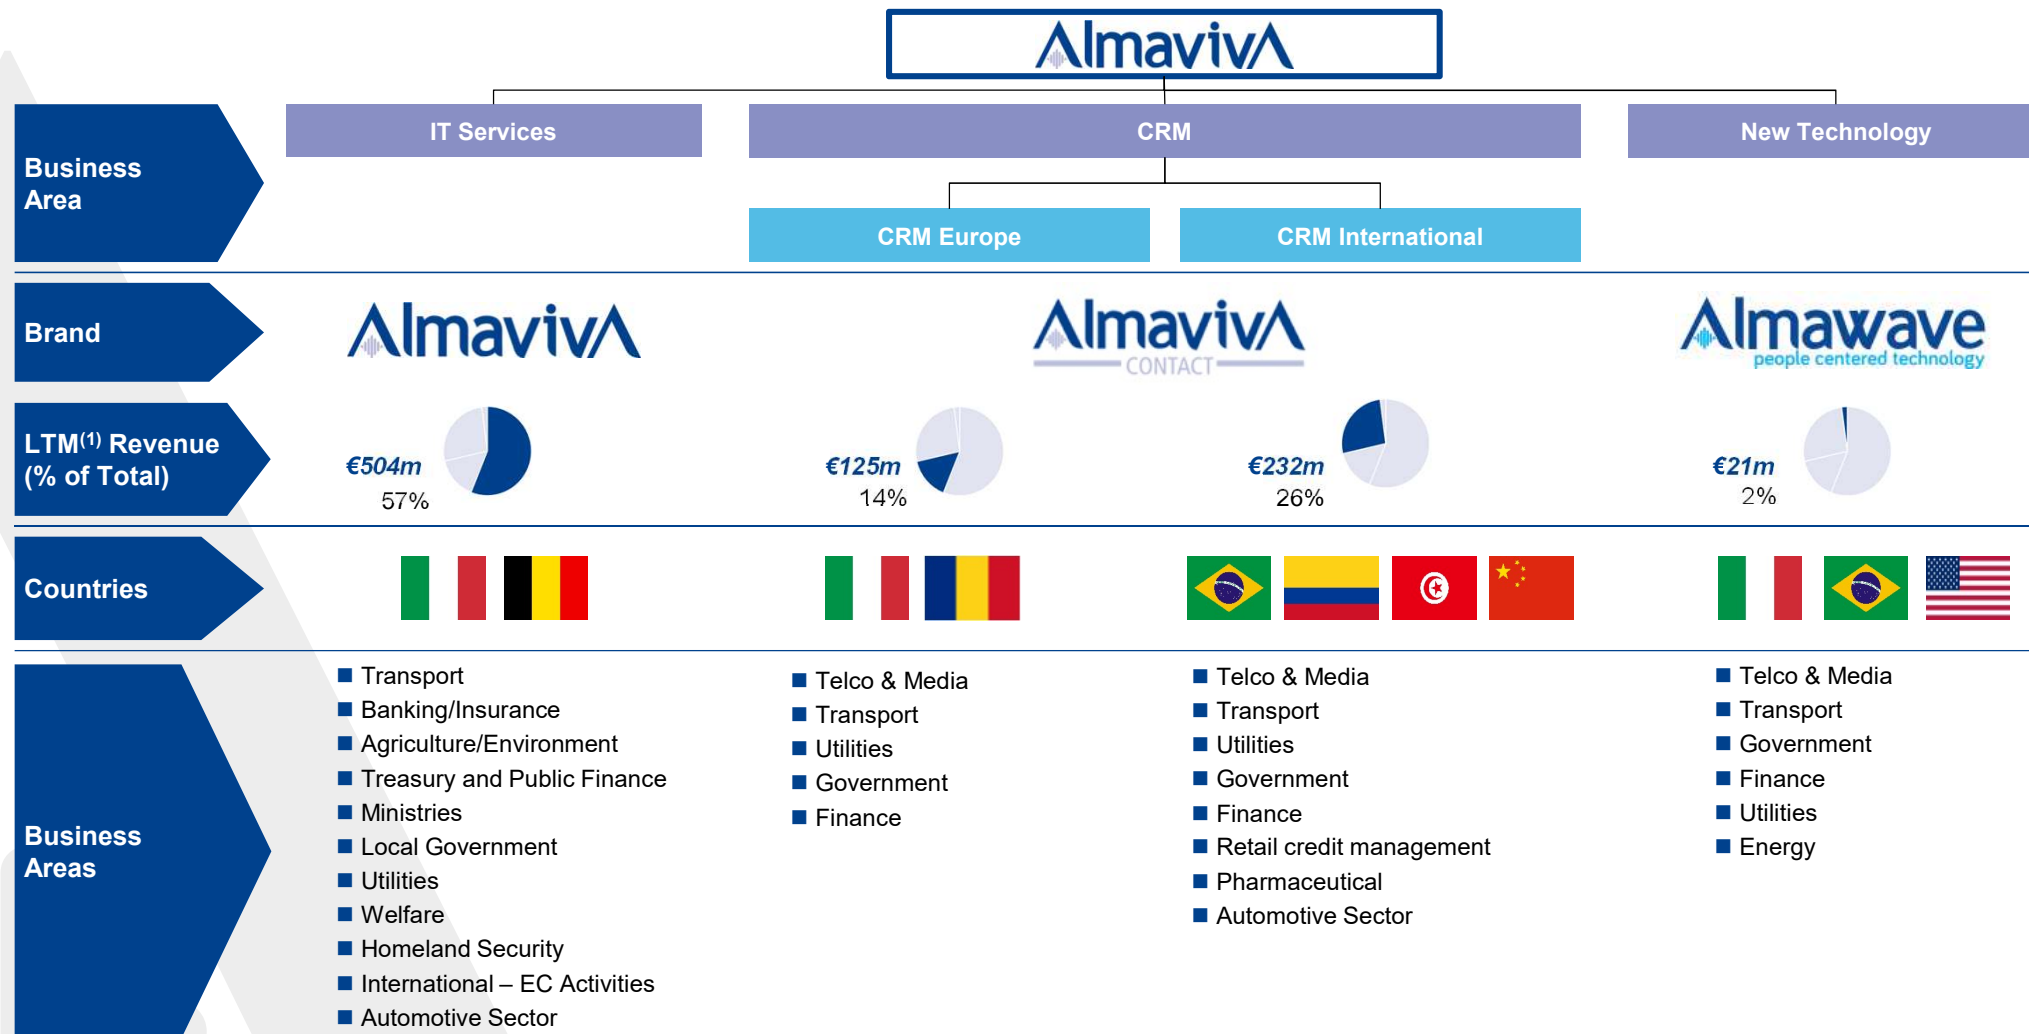 AlmavivA
Business
Area
IT Services
CRM
New Technology
CRM Europe
CRM International
Brand
AlmavivA
AlmavivA
CONTACT
Almawave
people centered technology
LTM(1) Revenue
(% of Total)
€504m
57%
€125m
14%
€232m
26%
€21m
2%
Countries
Business
Areas
Transport
Banking/Insurance
Agriculture/Environment
Treasury and Public Finance
Ministries
Local Government
Utilities
Welfare
Homeland Security
International – EC Activities
Automotive Sector
Telco & Media
Transport
Utilities
Government
Finance
Telco & Media
Transport
Utilities
Government
Finance
Retail credit management
Pharmaceutical
Automotive Sector
Telco & Media
Transport
Government
Finance
Utilities
Energy